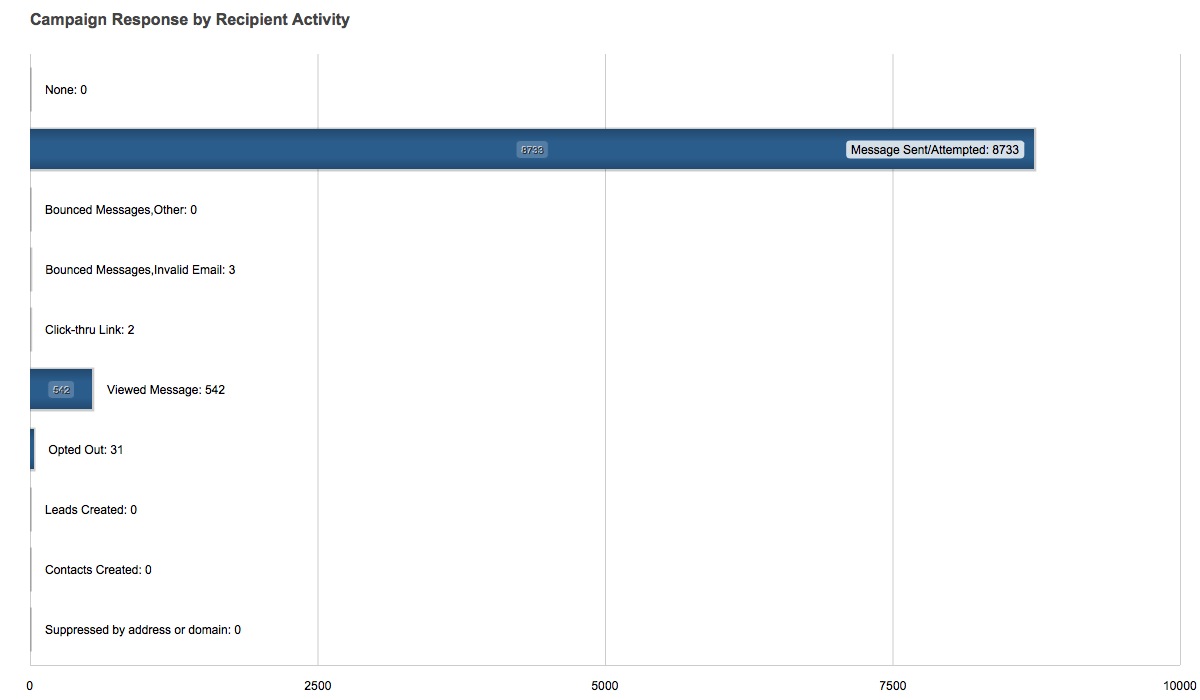 Campaign Response by Recipient Activity
None: 0
8733 Message Sent/Attempted: 8733
Bounced Messages,Other: 0
Bounced Messages,Invalid Email: 3
Click-thru Link: 2
542 Viewed Message: 542
Opted Out: 31
Leads Created: 0
Contacts Created: 0
Suppressed by address or domain: 0
0 2500 5000 7500 10000